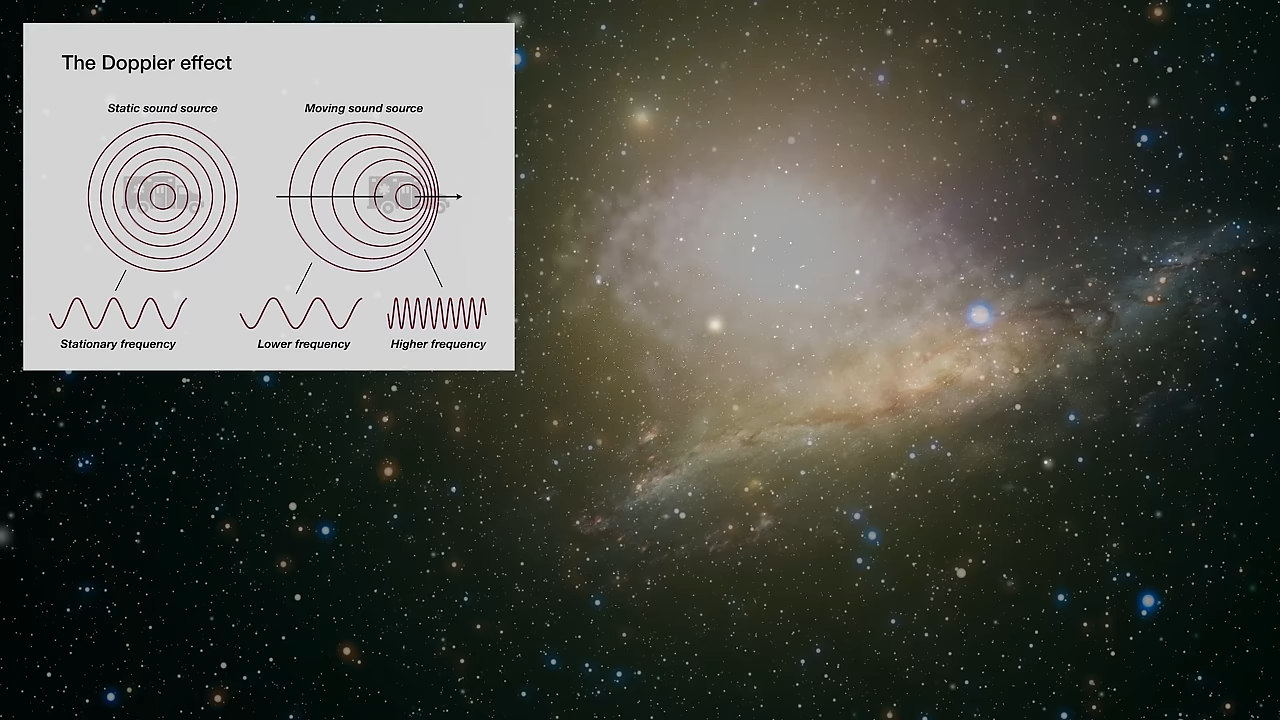 The Doppler effect
Static sound source
Moving sound source
Stationary frequency
Lower frequency
Higher frequency